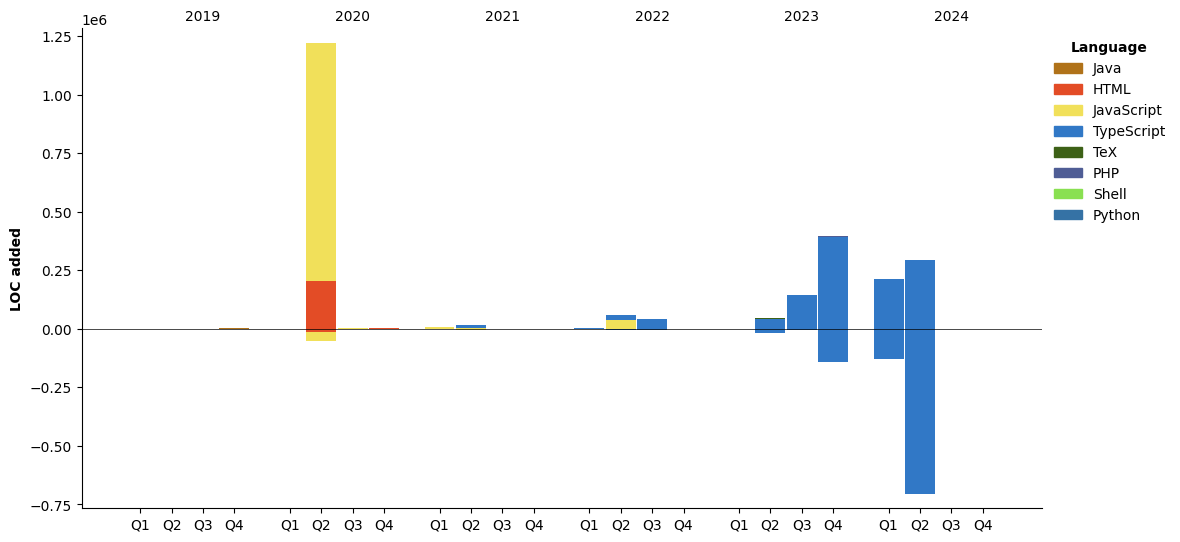 1e6
2019 2020 2021 2022 2023 2024
1.25
1.00
0.75
0.50
0.25
0.00
−0.25
−0.50
−0.75
LOC added
Q1 Q2 Q3 Q4 Q1 Q2 Q3 Q4 Q1 Q2 Q3 Q4 Q1 Q2 Q3 Q4 Q1 Q2 Q3 Q4 Q1 Q2 Q3 Q4
Language
Java
HTML
JavaScript
TypeScript
TeX
PHP
Shell
Python